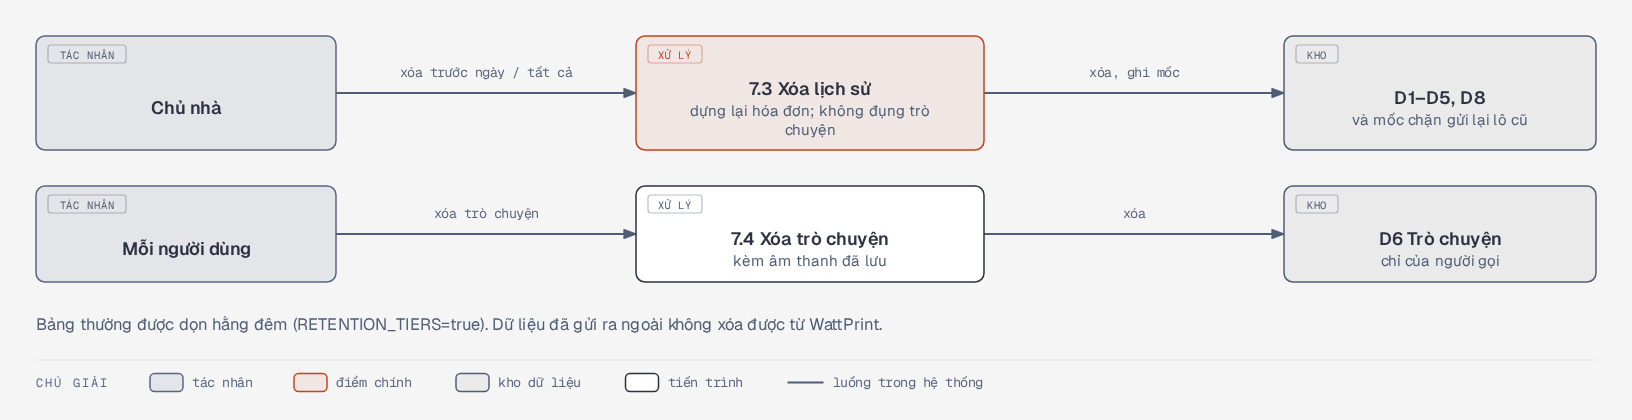 TÁC NHÂN
Chủ nhà
xóa trước ngày / tất cả
XỬ LÝ
7.3 Xóa lịch sử
dựng lại hóa đơn; không đụng trò
chuyện
xóa, ghi mốc
KHO
D1–D5, D8
và mốc chặn gửi lại lô cũ
TÁC NHÂN
Mỗi người dùng
xóa trò chuyện
XỬ LÝ
7.4 Xóa trò chuyện
kèm âm thanh đã lưu
xóa
KHO
D6 Trò chuyện
chỉ của người gọi
Bảng thường được dọn hằng đêm (RETENTION_TIERS=true). Dữ liệu đã gửi ra ngoài không xóa được từ WattPrint.
CHÚ GIẢI
tác nhân
điểm chính
kho dữ liệu
tiến trình
luồng trong hệ thống